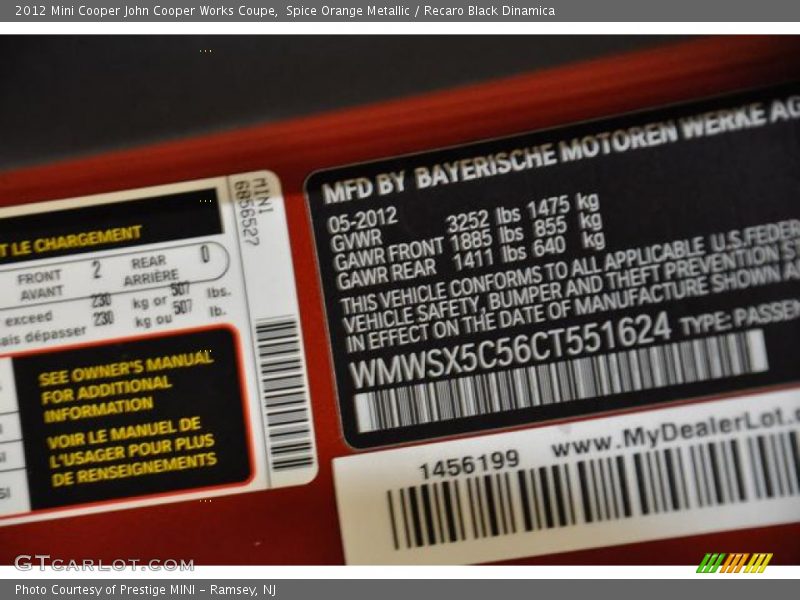 2012 Mini Cooper John Cooper Works Coupe,  Spice Orange Metallic / Recaro Black Dinamica
MINI
6856527
T LE CHARGEMENT
FRONT
AVANT
2
REAR
ARRIÈRE
0
exceed 230 kg or 507 lbs.
ais dépasser 230 kg ou 507 lb.
SEE OWNER'S MANUAL
FOR ADDITIONAL
INFORMATION
VOIR LE MANUEL DE
L'USAGER POUR PLUS
DE RENSEIGNEMENTS
MFD BY BAYERISCHE MOTOREN WERKE AG
05-2012
GVWR 3252 lbs 1475 kg
GAWR FRONT 1885 lbs 855 kg
GAWR REAR 1411 lbs 640 kg
THIS VEHICLE CONFORMS TO ALL APPLICABLE U.S.FEDER
VEHICLE SAFETY, BUMPER AND THEFT PREVENTION ST
IN EFFECT ON THE DATE OF MANUFACTURE SHOWN A
WMWSX5C56CT551624 TYPE: PASSEN
1456199 www.MyDealerLot.c
GTCARLOT.COM
Photo Courtesy of Prestige MINI - Ramsey, NJ